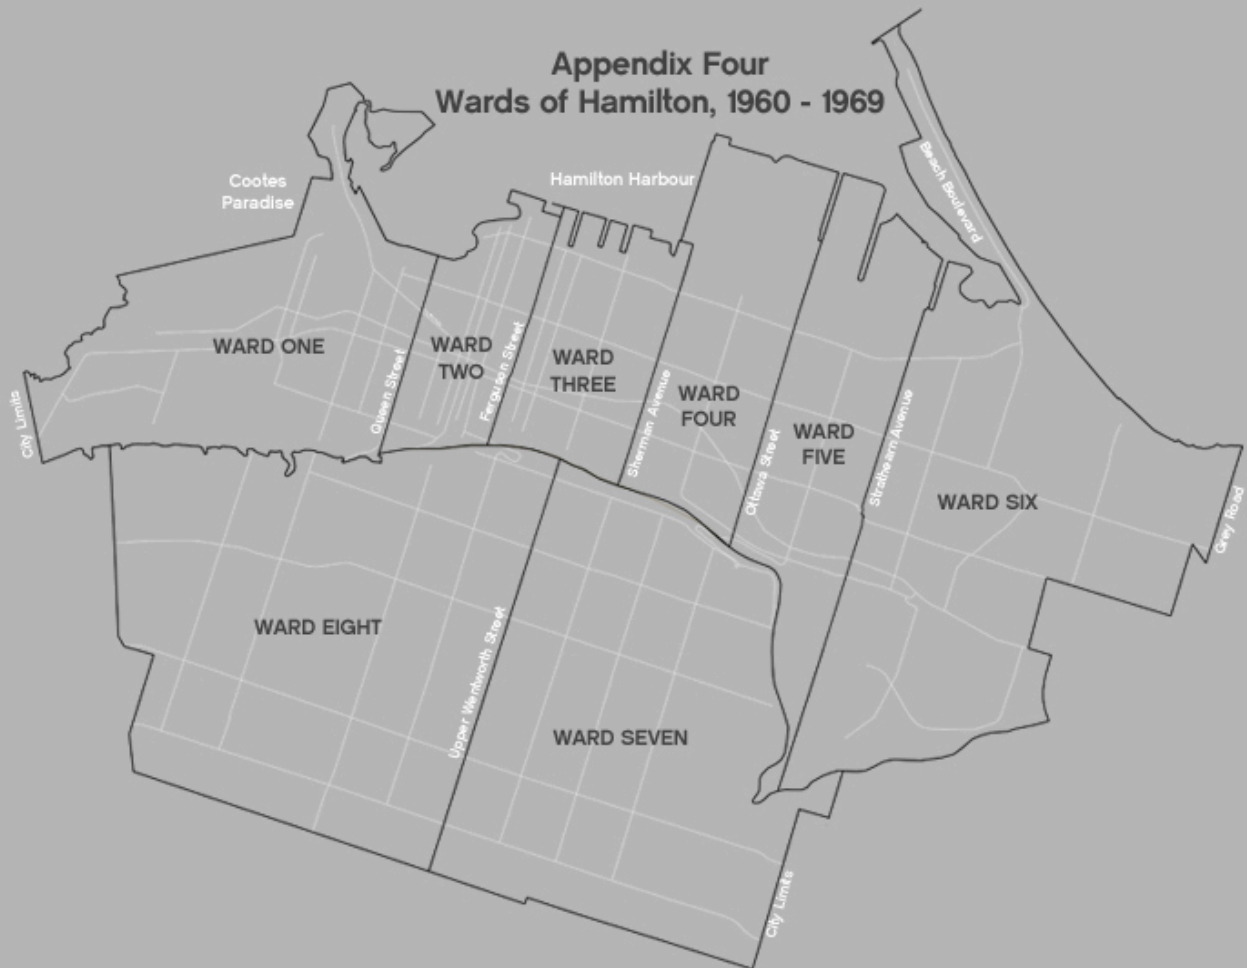 Appendix Four
Wards of Hamilton, 1960 - 1969
Beach Boulevard
Cootes
Paradise
Hamilton Harbour
WARD ONE
WARD
TWO
WARD
THREE
WARD
FOUR
WARD
FIVE
WARD SIX
City Limits
Queen Street
Ferguson Street
Sherman Avenue
Ottawa Street
Strathearn Avenue
Grey Road
WARD EIGHT
Upper Wentworth Street
WARD SEVEN
City Limits